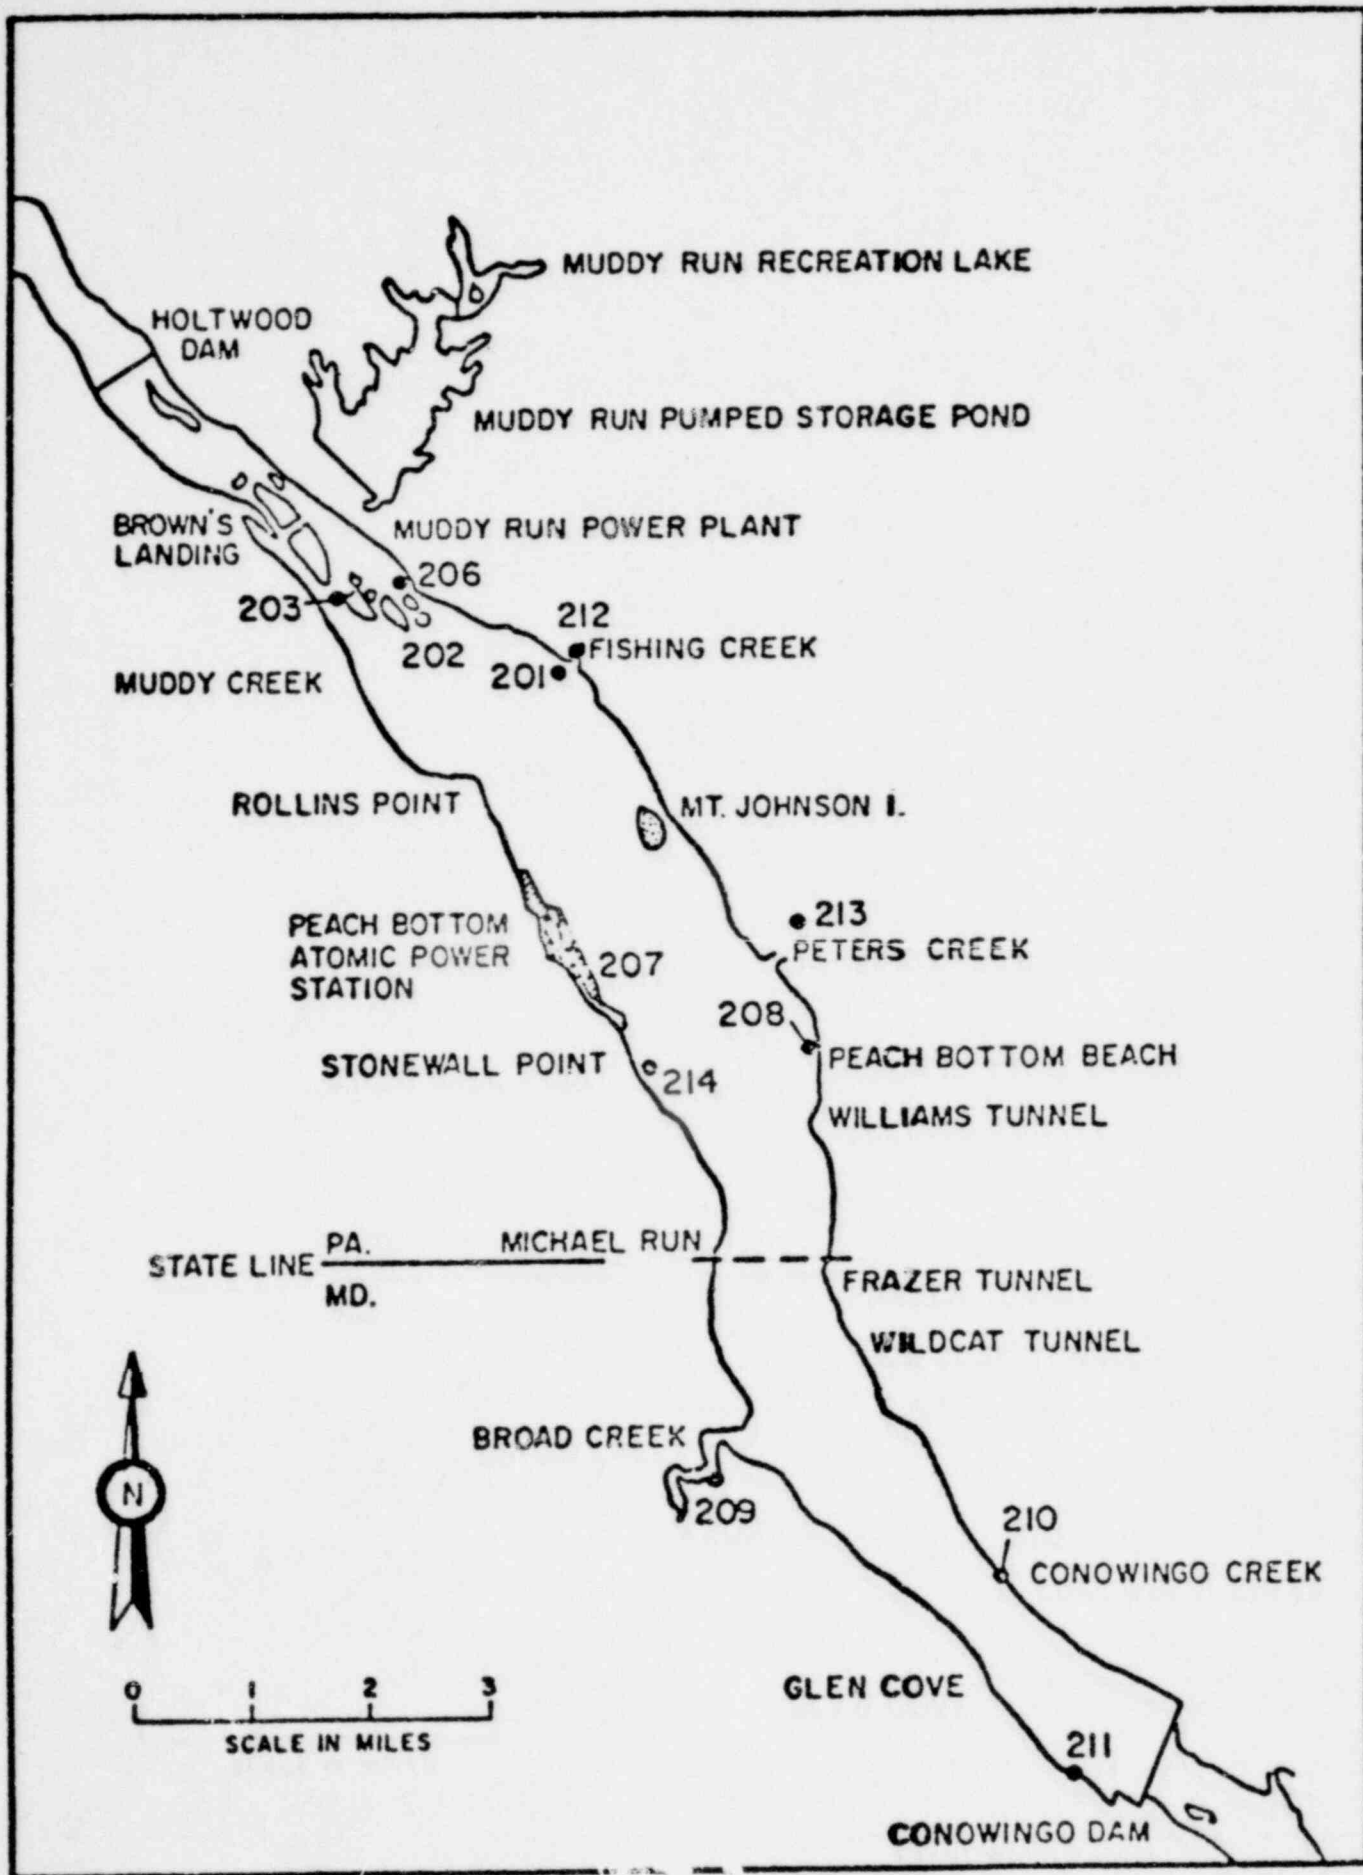 MUDDY RUN RECREATION LAKE
HOLTWOOD
DAM
MUDDY RUN PUMPED STORAGE POND
BROWN'S
LANDING
MUDDY RUN POWER PLANT
206
203
202
212
FISHING CREEK
201
MUDDY CREEK
ROLLINS POINT
MT. JOHNSON I.
213
PETERS CREEK
PEACH BOTTOM
ATOMIC POWER
STATION
207
208
PEACH BOTTOM BEACH
STONEWALL POINT
214
WILLIAMS TUNNEL
STATE LINE
PA.
MD.
MICHAEL RUN
FRAZER TUNNEL
WILDCAT TUNNEL
BROAD CREEK
209
N
210
CONOWINGO CREEK
GLEN COVE
0 1 2 3
SCALE IN MILES
211
CONOWINGO DAM